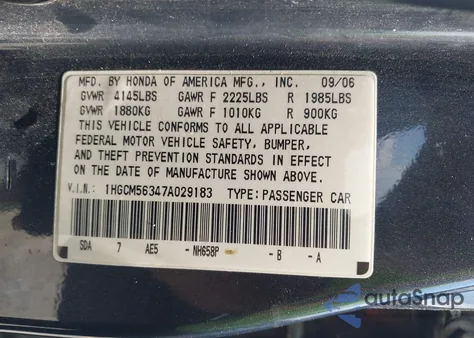 MFD. BY HONDA OF AMERICA MFG., INC. 09/06
GVWR 4145LBS GAWR F 2225LBS R 1985LBS
GVWR 1880KG GAWR F 1010KG R 900KG
THIS VEHICLE CONFORMS TO ALL APPLICABLE
FEDERAL MOTOR VEHICLE SAFETY, BUMPER,
AND THEFT PREVENTION STANDARDS IN EFFECT
ON THE DATE OF MANUFACTURE SHOWN ABOVE.
V.I.N.: 1HGCM56347A029183 TYPE: PASSENGER CAR
SDA 7 AE5 -NH658P - -B -A
autoSnap